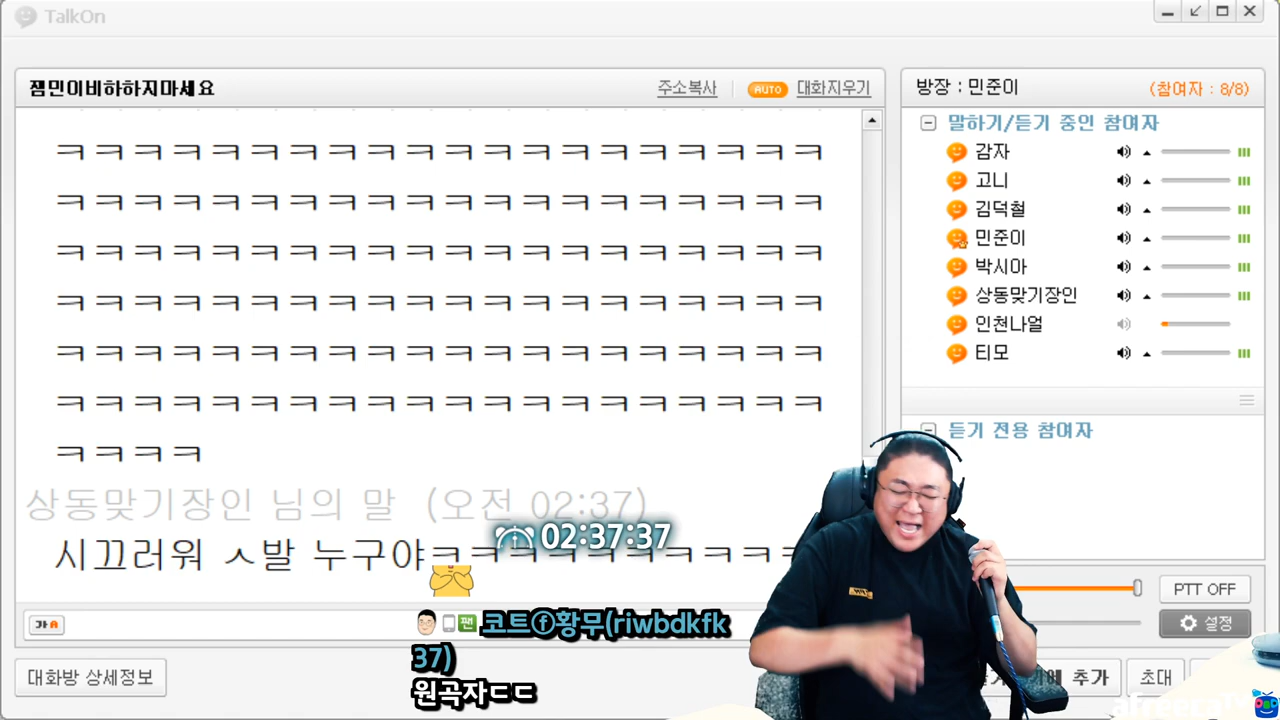 TalkOn
잼민이비하하지마세요
주소복사
AUTO
대화지우기
ㅋㅋㅋㅋㅋㅋㅋㅋㅋㅋㅋㅋㅋㅋㅋㅋㅋㅋㅋㅋ
ㅋㅋㅋㅋㅋㅋㅋㅋㅋㅋㅋㅋㅋㅋㅋㅋㅋㅋㅋㅋ
ㅋㅋㅋㅋㅋㅋㅋㅋㅋㅋㅋㅋㅋㅋㅋㅋㅋㅋㅋㅋ
ㅋㅋㅋㅋㅋㅋㅋㅋㅋㅋㅋㅋㅋㅋㅋㅋㅋㅋㅋㅋ
ㅋㅋㅋㅋㅋㅋㅋㅋㅋㅋㅋㅋㅋㅋㅋㅋㅋㅋㅋㅋ
ㅋㅋㅋㅋㅋㅋㅋㅋㅋㅋㅋㅋㅋㅋㅋㅋㅋㅋㅋㅋ
ㅋㅋㅋㅋ
상동맞기장인 님의 말 (오전 02:37)
02:37:37
시끄러워 ㅅ발 누구야ㅋㅋㅋㅋㅋㅋㅋㅋㅋㅋ
가A
팬 코트ⓕ황무(riwbdkfk
37)
원곡자ㄷㄷ
대화방 상세정보
방장 : 민준이
(참여자 : 8/8)
말하기/듣기 중인 참여자
감자
고니
김덕철
민준이
박시아
상동맞기장인
인천나얼
티모
듣기 전용 참여자
PTT OFF
설정
에 추가
초대
afreecaTV